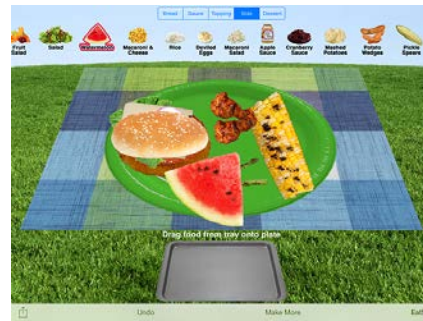 Bread Sauce Topping Side Dessert
Fruit Salad
Salad
Watermelon
Macaroni & Cheese
Rice
Deviled Eggs
Macaroni Salad
Apple Sauce
Cranberry Sauce
Mashed Potatoes
Potato Wedges
Pickle Spears
Drag food from tray onto plate
Undo Make More Eat!